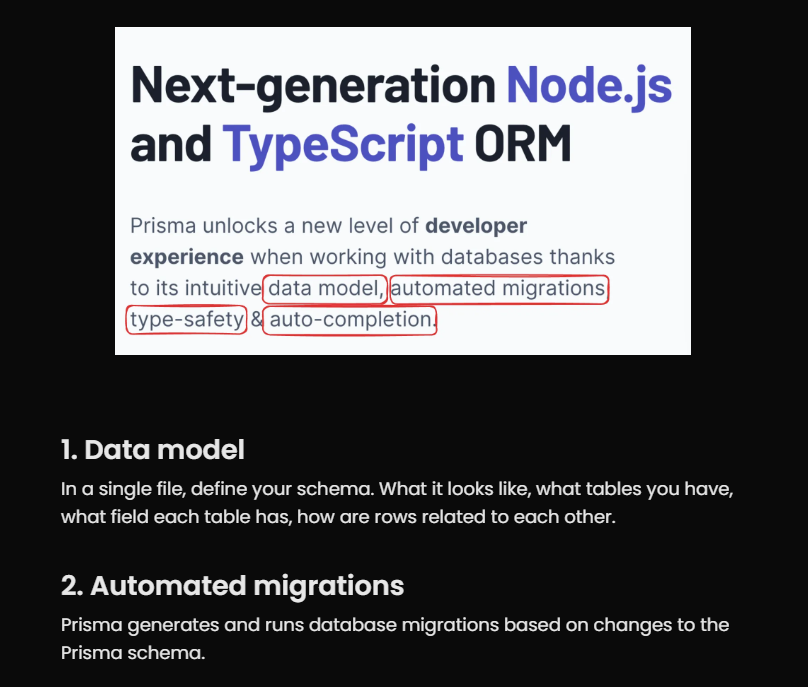 Next-generation Node.js
and TypeScript ORM
Prisma unlocks a new level of developer
experience when working with databases thanks
to its intuitive data model, automated migrations
type-safety & auto-completion.
1. Data model
In a single file, define your schema. What it looks like, what tables you have,
what field each table has, how are rows related to each other.
2. Automated migrations
Prisma generates and runs database migrations based on changes to the
Prisma schema.